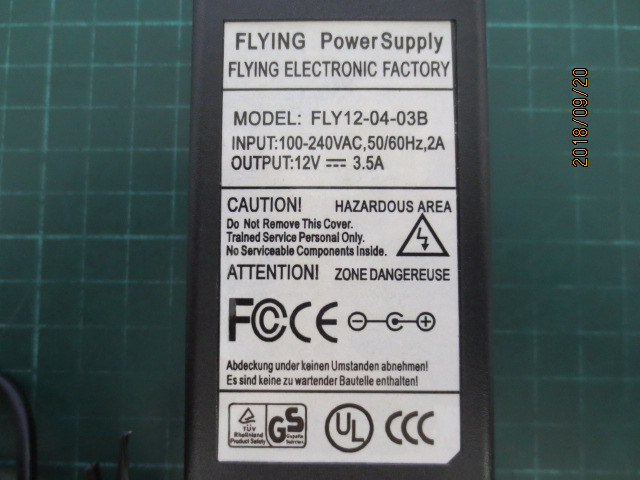 FLYING PowerSupply
FLYING ELECTRONIC FACTORY
MODEL: FLY12-04-03B
INPUT:100-240VAC,50/60Hz,2A
OUTPUT:12V ⎓ 3.5A
CAUTION! HAZARDOUS AREA
Do Not Remove This Cover.
Trained Service Personal Only.
No Serviceable Components Inside.
ATTENTION! ZONE DANGEREUSE
FCC CE
Abdeckung under keinen Umstanden abnehmen!
Es sind keine zu wartender Bauteile enthalten!
TÜV
Rheinland
Product Safety
GS
UL
CCC
2018/09/20